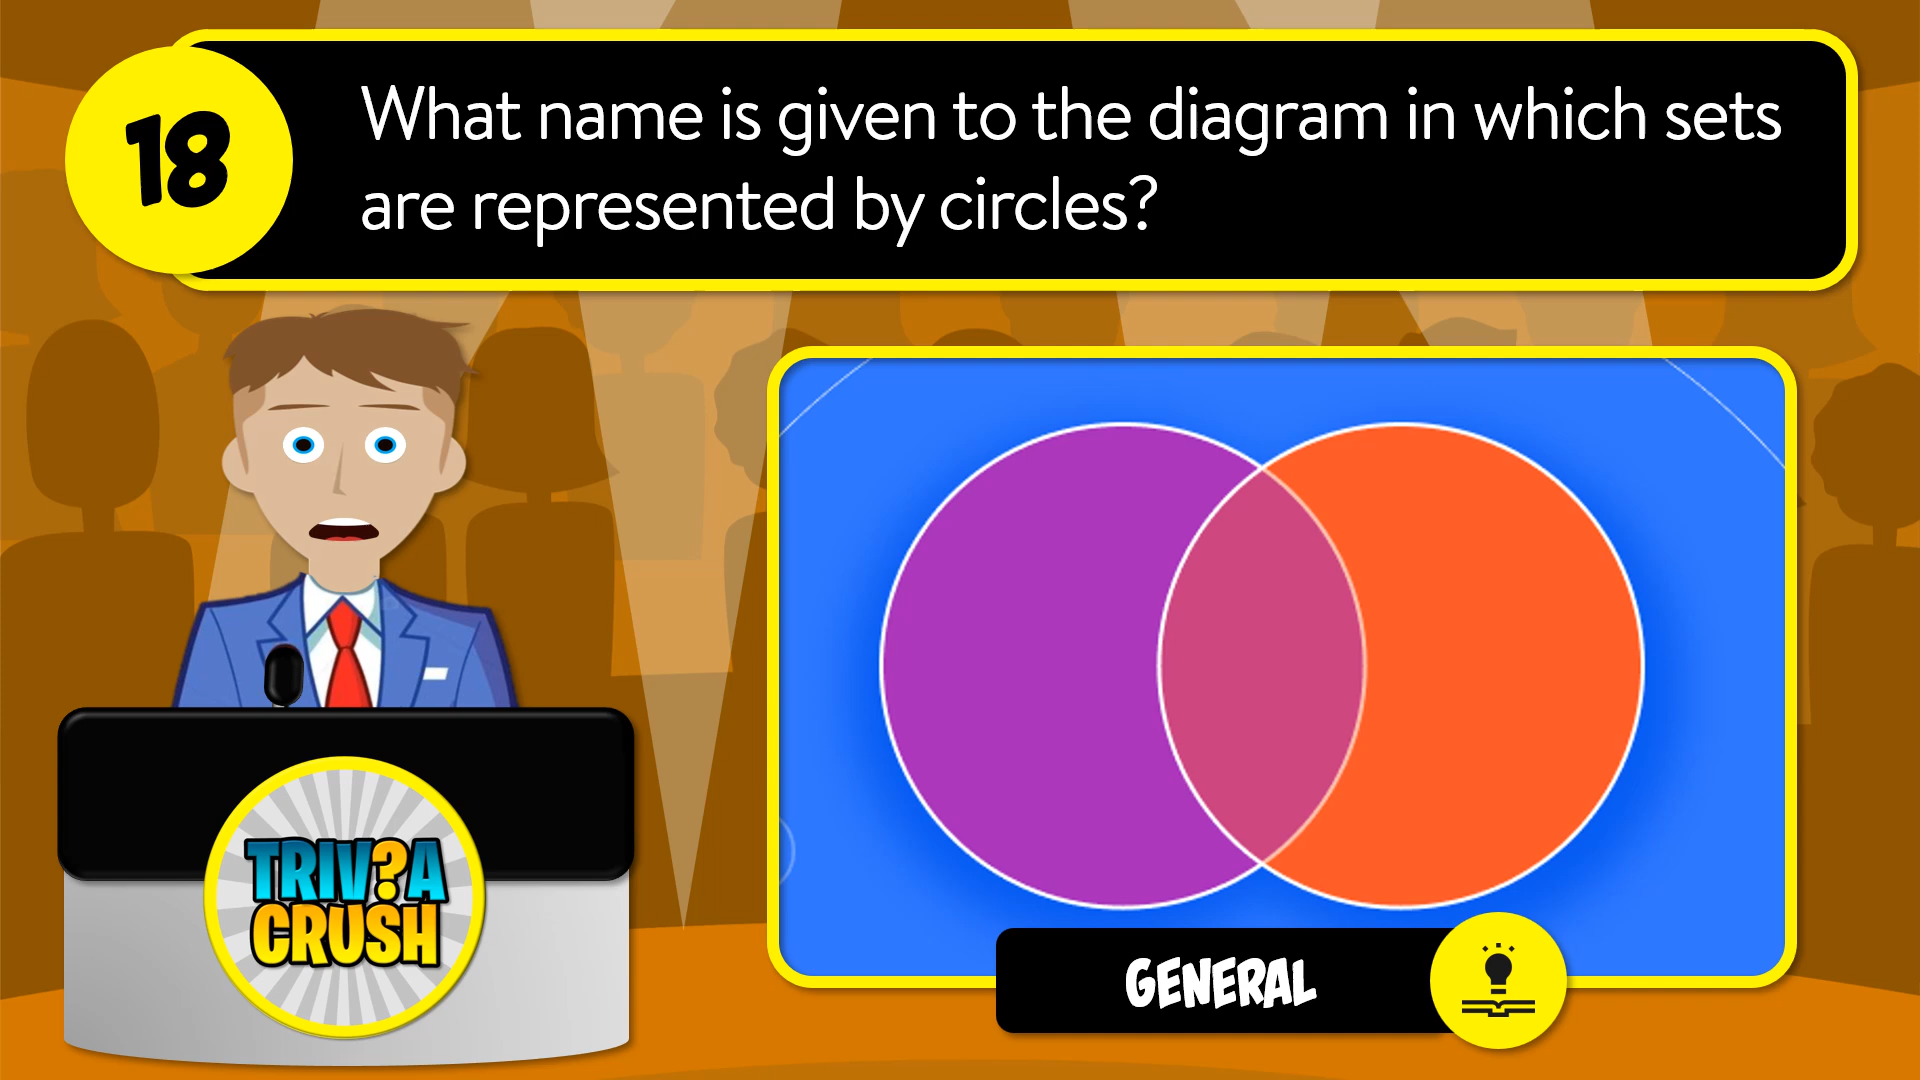 18
What name is given to the diagram in which sets
are represented by circles?
TRIV?A
CRUSH
GENERAL